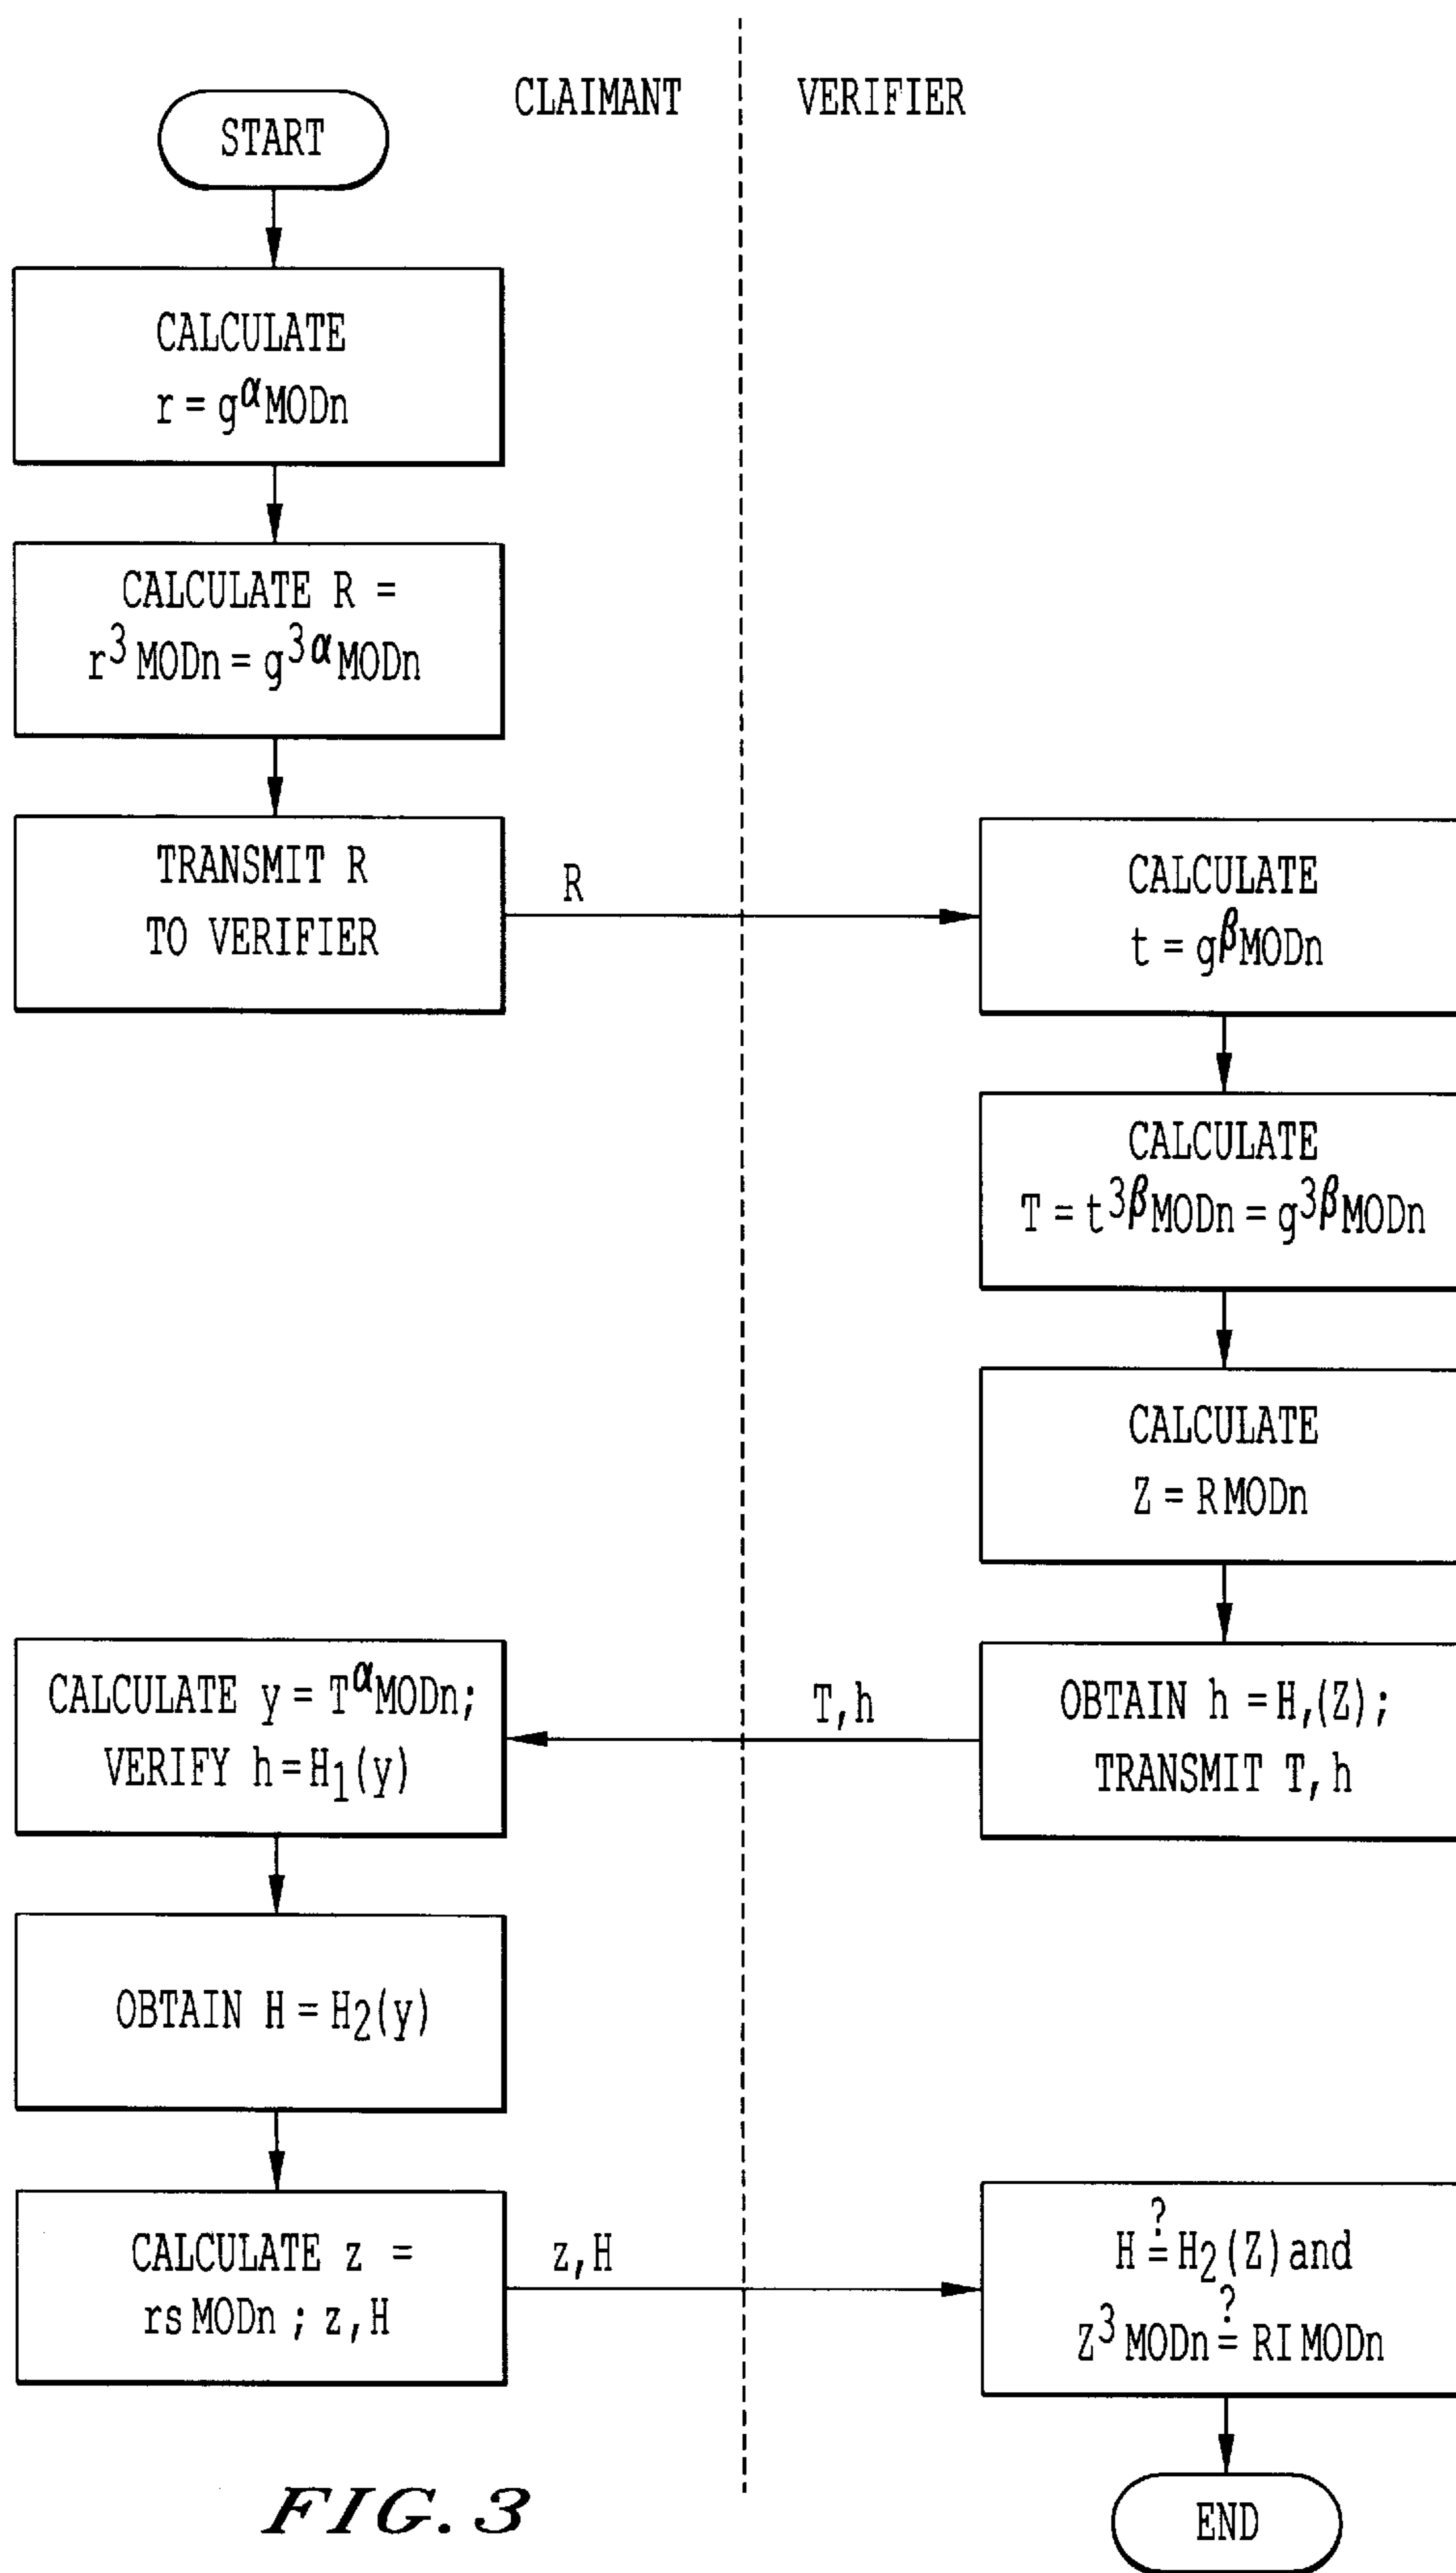 CLAIMANT
VERIFIER
START
CALCULATE
r = g^α MODn
CALCULATE R =
r^3 MODn = g^3α MODn
TRANSMIT R
TO VERIFIER
R
CALCULATE
t = g^β MODn
CALCULATE
T = t^3β MODn = g^3β MODn
CALCULATE
Z = R MODn
OBTAIN h = H,(Z);
TRANSMIT T, h
T, h
CALCULATE y = T^α MODn;
VERIFY h = H1(y)
OBTAIN H = H2(y)
CALCULATE z =
rs MODn ; z, H
z, H
H ?= H2(Z) and
Z^3 MODn ?= RI MODn
END
FIG. 3